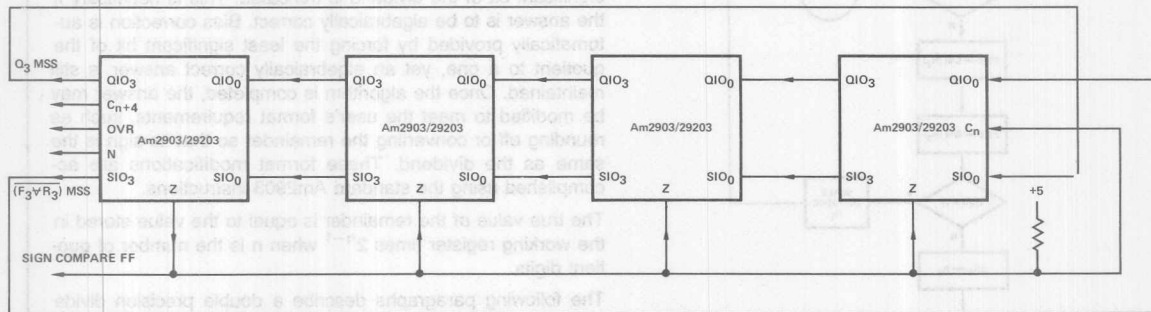 the answer is to be algebraically correct. Bias correction is au-
tomatically provided by forcing the least significant bit of the
quotient to a one, yet an algebraically correct answer is still
maintained. Once the algorithm is completed, the answer may
be modified to meet the user's format requirements, such as
rounding off or converting the remainder so that its sign is the
same as the dividend. These format modifications are ac-
complished using the standard Am2903 instructions.
The true value of the remainder is equal to the value stored in
the working register times 2ⁿ⁻¹ when n is the number of quo-
tient digits.
The following paragraphs describe a double precision divide
Q₃ MSS
QIO₃ QIO₀ QIO₃ QIO₀ QIO₃ QIO₀ QIO₃ QIO₀
Cn+4
OVR
Am2903/29203 Am2903/29203 Am2903/29203 Am2903/29203 Cn
N
SIO₃ SIO₀ SIO₃ SIO₀ SIO₃ SIO₀ SIO₃ SIO₀
Z Z Z Z
(F₃∀R₃) MSS
+5
SIGN COMPARE FF